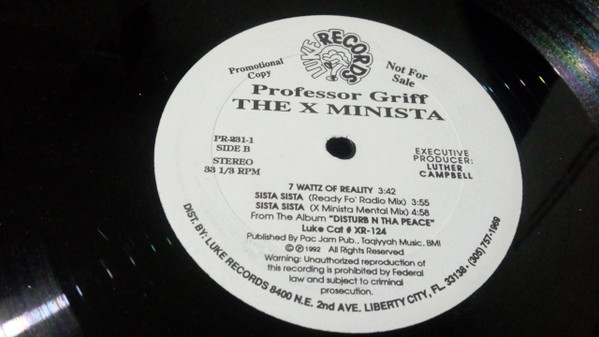 LUKE RECORDS
Promotional
Copy
Not For
Sale
Professor Griff
THE X MINISTA
PR-231-1
SIDE B
STEREO
33 1/3 RPM
EXECUTIVE
PRODUCER:
LUTHER
CAMPBELL
7 WATTZ OF REALITY 3:42
SISTA SISTA (Ready Fo' Radio Mix) 3:55
SISTA SISTA (X Minista Mental Mix) 4:58
From The Album "DISTURB N THA PEACE"
Luke Cat # XR-124
Published By Pac Jam Pub., Taqiyyah Music, BMI
© ℗ 1992 All Rights Reserved
Warning: Unauthorized reproduction of
this recording is prohibited by Federal
law and subject to criminal
prosecution.
DIST. BY: LUKE RECORDS 8400 N.E. 2nd AVE. LIBERTY CITY, FL. 33138 • (305) 757-1969